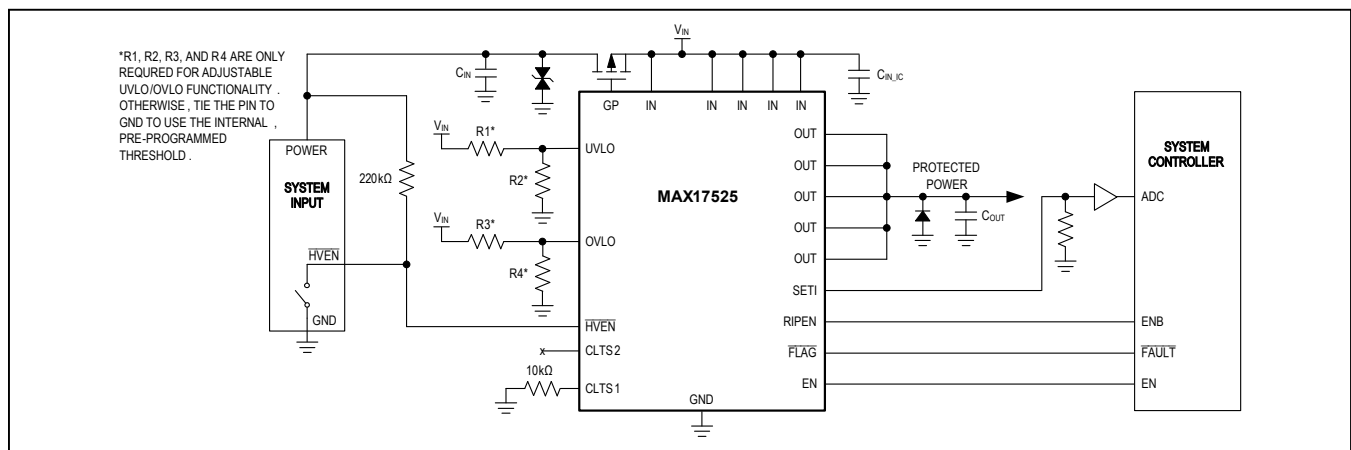 *R1, R2, R3, AND R4 ARE ONLY
REQURED FOR ADJUSTABLE
UVLO/OVLO FUNCTIONALITY .
OTHERWISE , TIE THE PIN TO
GND TO USE THE INTERNAL ,
PRE-PROGRAMMED
THRESHOLD .
VIN
CIN
CIN_IC
GP
IN
IN
IN
IN
IN
POWER
SYSTEM
INPUT
HVEN
GND
220kΩ
VIN
R1*
R2*
UVLO
VIN
R3*
R4*
OVLO
HVEN
x
CLTS2
10kΩ
CLTS1
MAX17525
GND
OUT
OUT
OUT
OUT
OUT
SETI
RIPEN
FLAG
EN
PROTECTED
POWER
COUT
SYSTEM
CONTROLLER
ADC
ENB
FAULT
EN